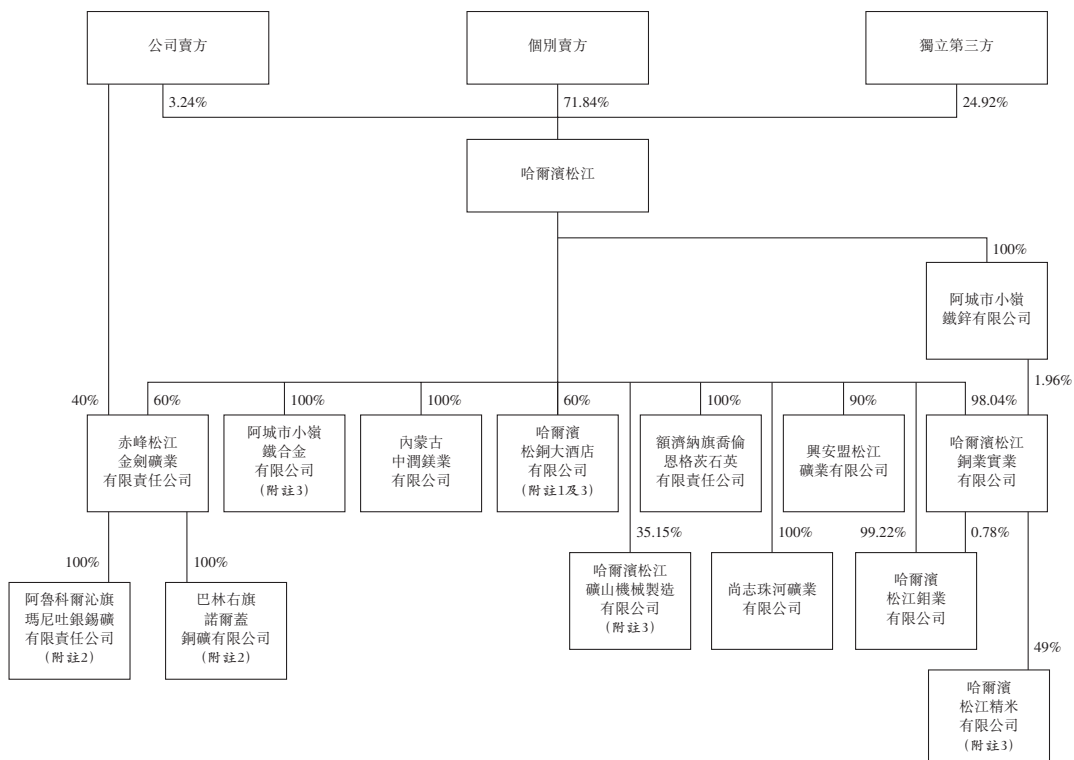 公司賣方
個別賣方
獨立第三方
3.24%
71.84%
24.92%
哈爾濱松江
100%
阿城市小嶺
鐵鋅有限公司
1.96%
40%
60%
100%
100%
60%
100%
90%
98.04%
赤峰松江
金劍礦業
有限責任公司
阿城市小嶺
鐵合金
有限公司
(附註3)
內蒙古
中潤鎂業
有限公司
哈爾濱
松銅大酒店
有限公司
(附註1及3)
額濟納旗喬倫
恩格茨石英
有限責任公司
興安盟松江
礦業有限公司
哈爾濱松江
銅業實業
有限公司
100%
100%
35.15%
100%
99.22%
0.78%
阿魯科爾沁旗
瑪尼吐銀錫礦
有限責任公司
(附註2)
巴林右旗
諾爾蓋
銅礦有限公司
(附註2)
哈爾濱松江
礦山機械製造
有限公司
(附註3)
尚志珠河礦業
有限公司
哈爾濱
松江鉬業
有限公司
49%
哈爾濱
松江精米
有限公司
(附註3)